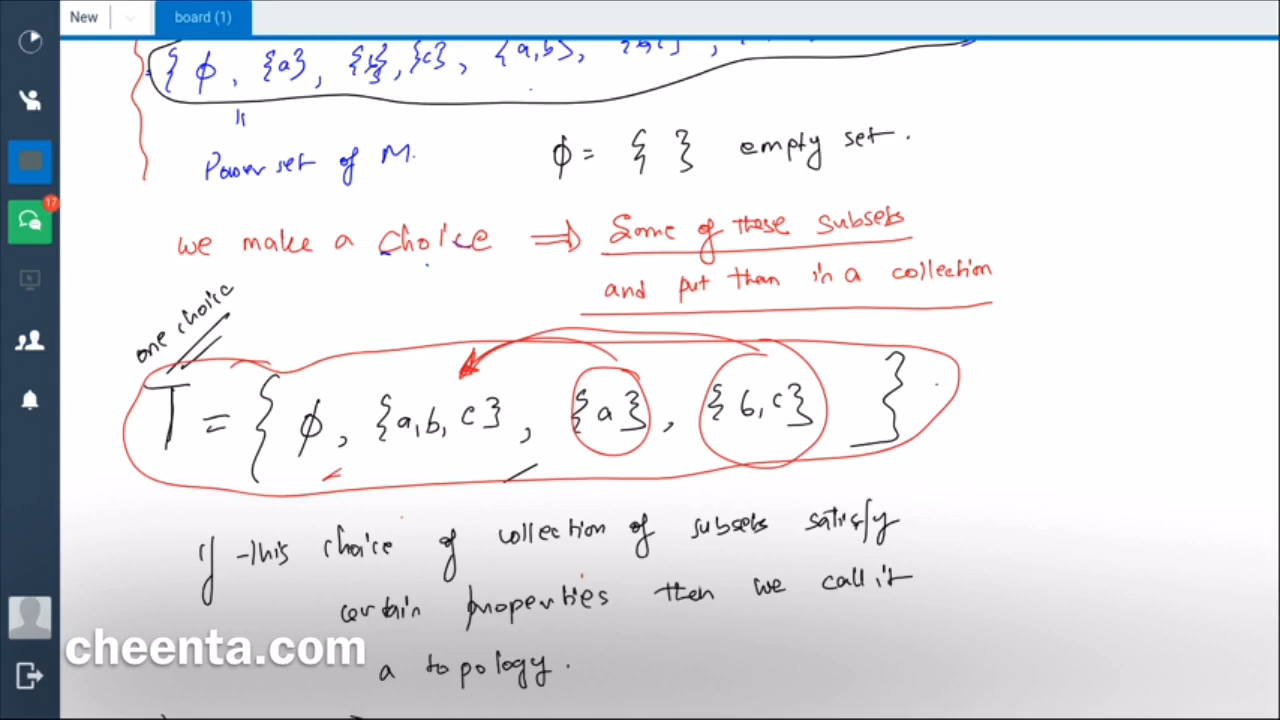 New
board (1)
{ φ, {a}, {b}, {c}, {a,b},
Power set of M.
φ = { } empty set.
we make a choice ⇒ Some of these subsets
and put them in a collection
one choice
T = { φ, {a,b,c}, {a}, {b,c} }
if this choice of collection of subsets satisfy
certain properties then we call it
a topology.
17
cheenta.com